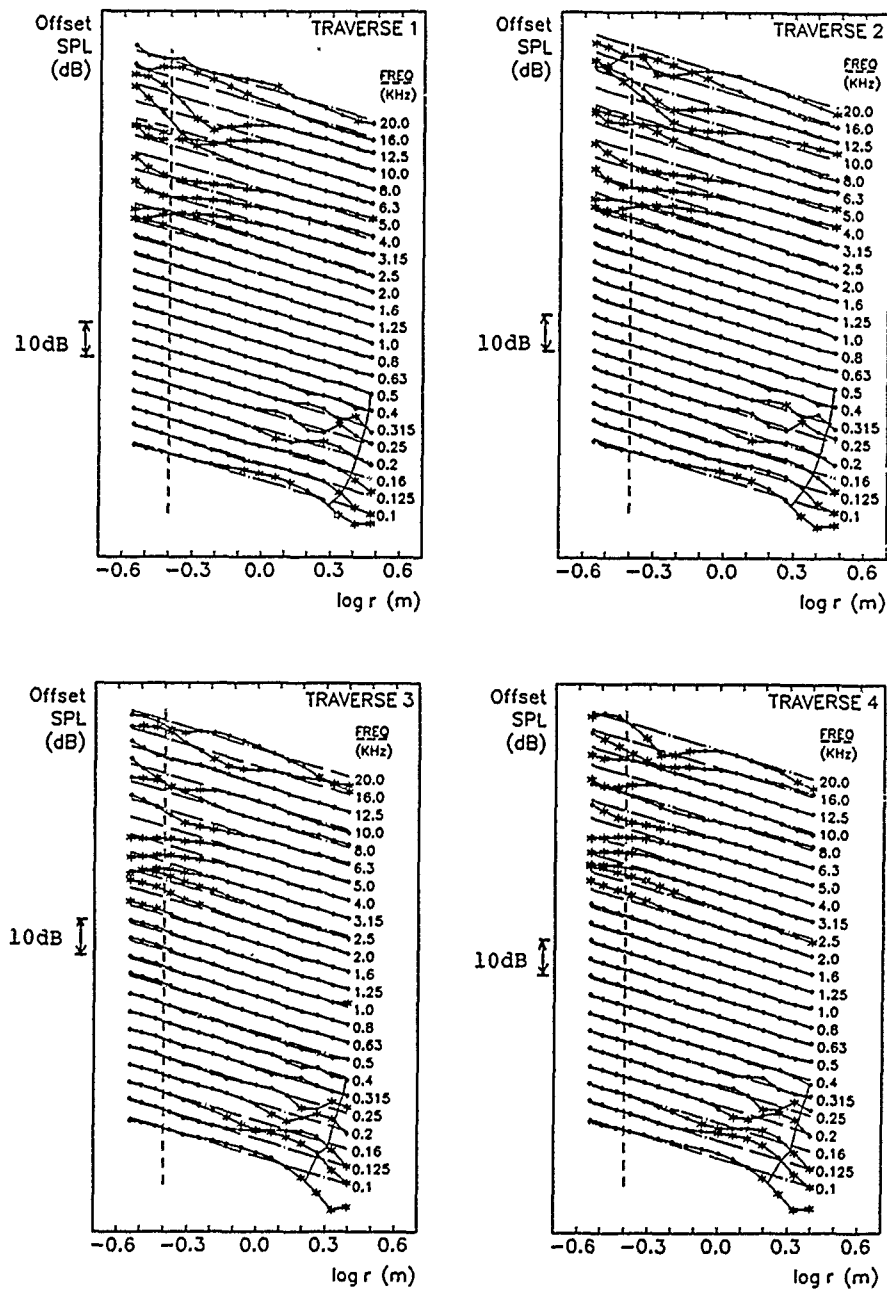 Offset
SPL
(dB)
TRAVERSE 1
FREQ
(KHz)
20.0
16.0
12.5
10.0
8.0
6.3
5.0
4.0
3.15
2.5
2.0
1.6
1.25
1.0
0.8
0.63
0.5
0.4
0.315
0.25
0.2
0.16
0.125
0.1
10dB
-0.6 -0.3 0.0 0.3 0.6
log r (m)
Offset
SPL
(dB)
TRAVERSE 2
FREQ
(KHz)
20.0
16.0
12.5
10.0
8.0
6.3
5.0
4.0
3.15
2.5
2.0
1.6
1.25
1.0
0.8
0.63
0.5
0.4
0.315
0.25
0.2
0.16
0.125
0.1
10dB
-0.6 -0.3 0.0 0.3 0.6
log r (m)
Offset
SPL
(dB)
TRAVERSE 3
FREQ
(KHz)
20.0
16.0
12.5
10.0
8.0
6.3
5.0
4.0
3.15
2.5
2.0
1.6
1.25
1.0
0.8
0.63
0.5
0.4
0.315
0.25
0.2
0.16
0.125
0.1
10dB
-0.6 -0.3 0.0 0.3 0.6
log r (m)
Offset
SPL
(dB)
TRAVERSE 4
FREQ
(KHz)
20.0
16.0
12.5
10.0
8.0
6.3
5.0
4.0
3.15
2.5
2.0
1.6
1.25
1.0
0.8
0.63
0.5
0.4
0.315
0.25
0.2
0.16
0.125
0.1
10dB
-0.6 -0.3 0.0 0.3 0.6
log r (m)